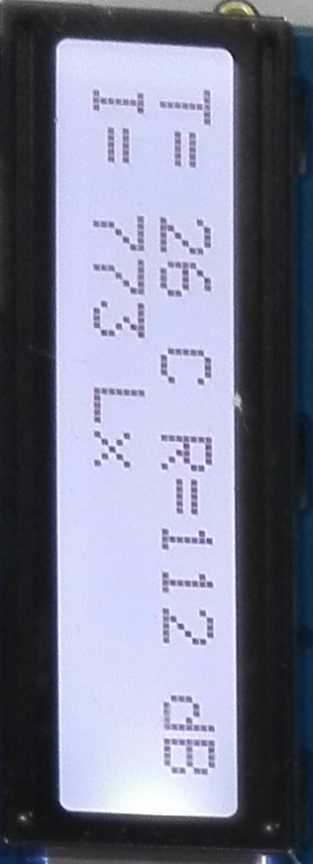 T= 26 C R=112 dB
I= 773 Lx